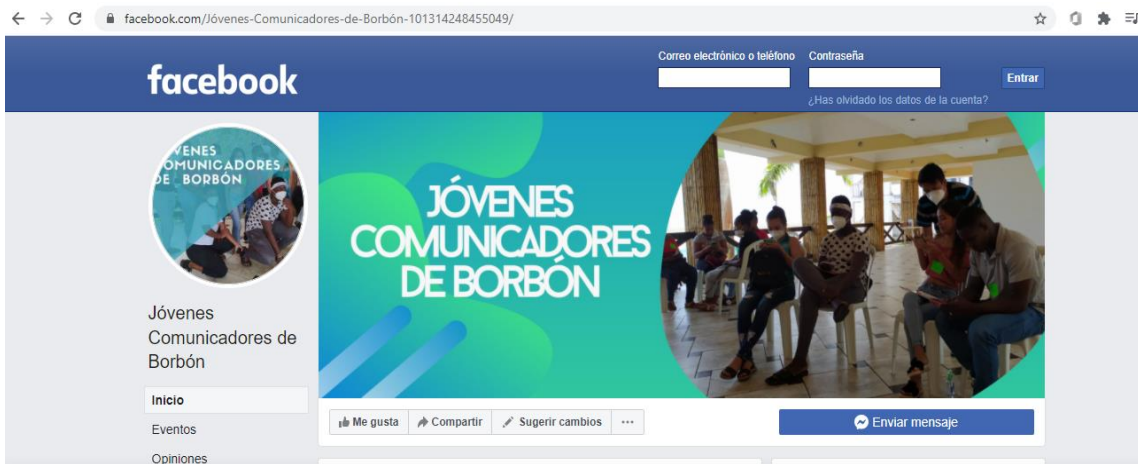 facebook.com/Jóvenes-Comunicadores-de-Borbón-101314248455049/
facebook
Correo electrónico o teléfono
Contraseña
Entrar
¿Has olvidado los datos de la cuenta?
JÓVENES
COMUNICADORES
DE BORBÓN
Jóvenes
Comunicadores de
Borbón
Inicio
Eventos
Opiniones
JÓVENES
COMUNICADORES
DE BORBÓN
Me gusta
Compartir
Sugerir cambios
Enviar mensaje